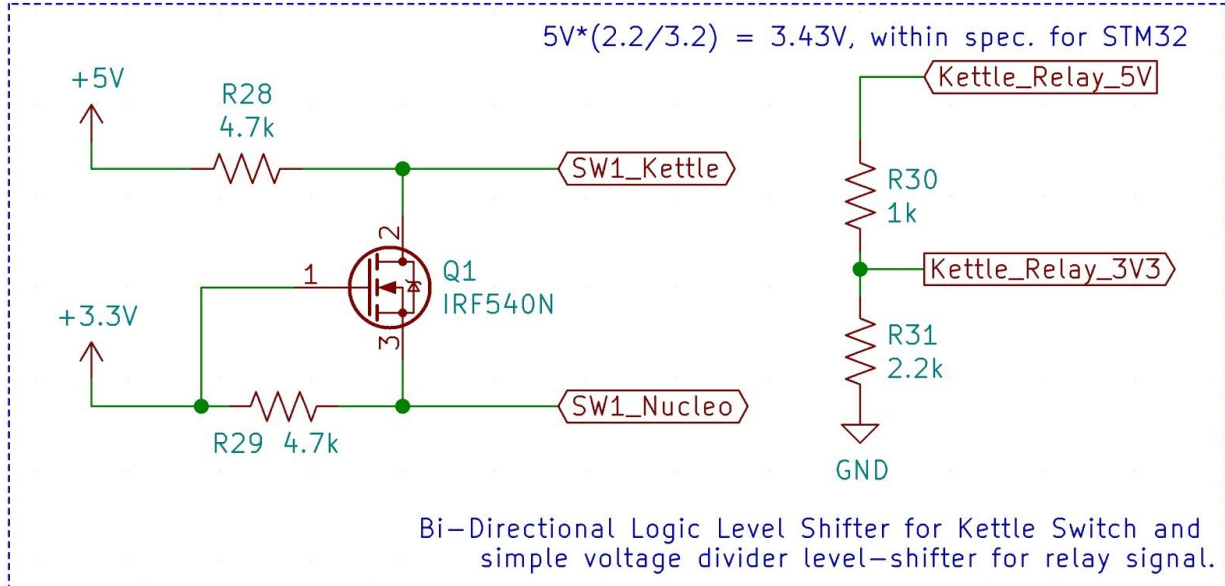 5V*(2.2/3.2) = 3.43V, within spec. for STM32
+5V
R28
4.7k
SW1_Kettle
2
1
Q1
IRF540N
3
+3.3V
R29 4.7k
SW1_Nucleo
Kettle_Relay_5V
R30
1k
Kettle_Relay_3V3
R31
2.2k
GND
Bi-Directional Logic Level Shifter for Kettle Switch and
simple voltage divider level-shifter for relay signal.